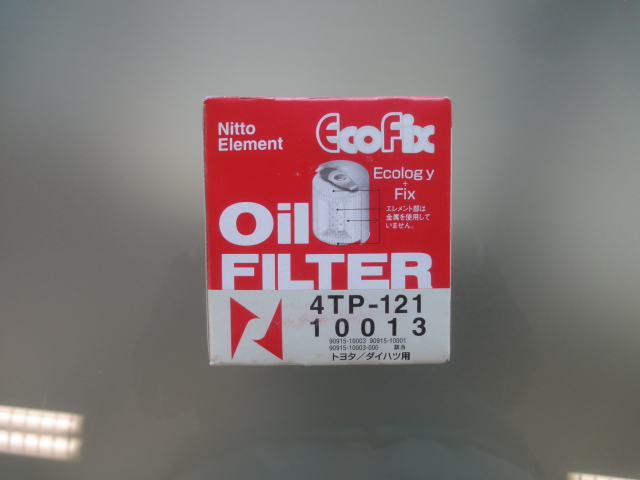 Nitto
Element
EcoFix
Ecology
+
Fix
エレメント部は
金属を使用して
いません。
Oil
FILTER
4TP-121
10013
90915-10003 90915-10001
90915-10003-000 該当
トヨタ/ダイハツ用